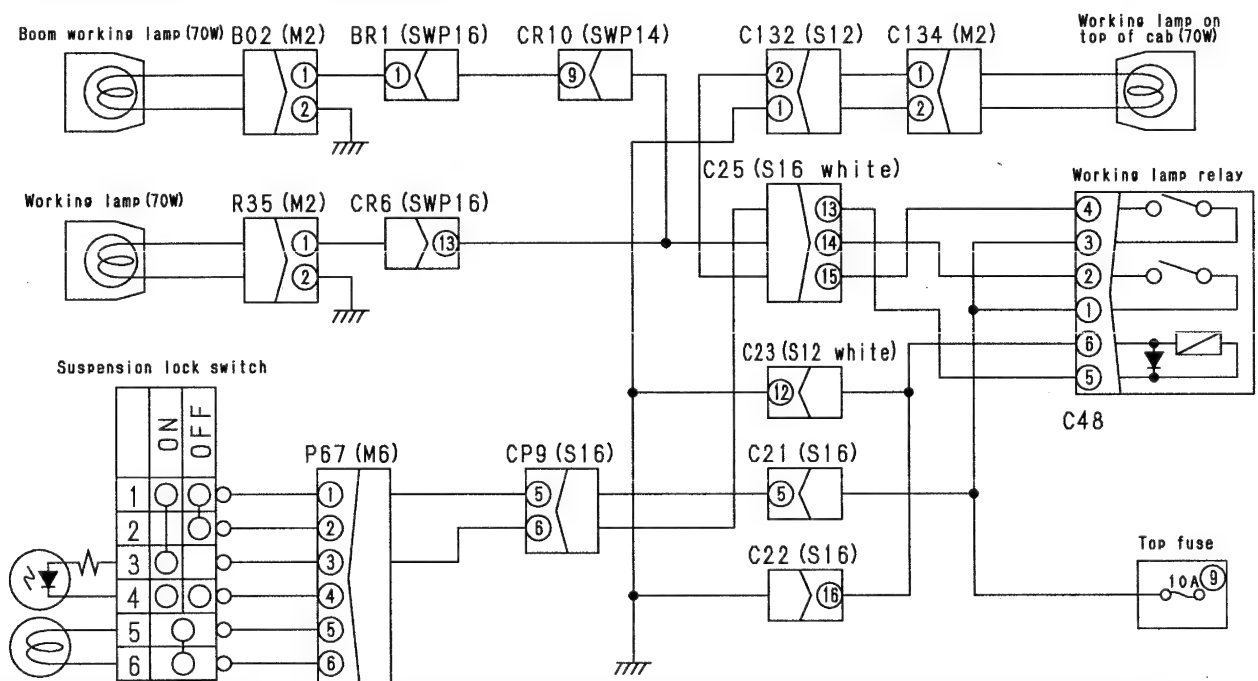 Boom working lamp (70W)
B02 (M2)
BR1 (SWP16)
CR10 (SWP14)
C132 (S12)
C134 (M2)
Working lamp on
top of cab (70W)
1
2
1
9
2
1
1
2
Working lamp (70W)
R35 (M2)
CR6 (SWP16)
C25 (S16 white)
Working lamp relay
1
2
13
13
14
15
4
3
2
1
6
5
C48
C23 (S12 white)
12
Suspension lock switch
ON
OFF
P67 (M6)
CP9 (S16)
C21 (S16)
1
2
3
4
5
6
1
2
3
4
5
6
5
6
5
C22 (S16)
16
Top fuse
10A
9